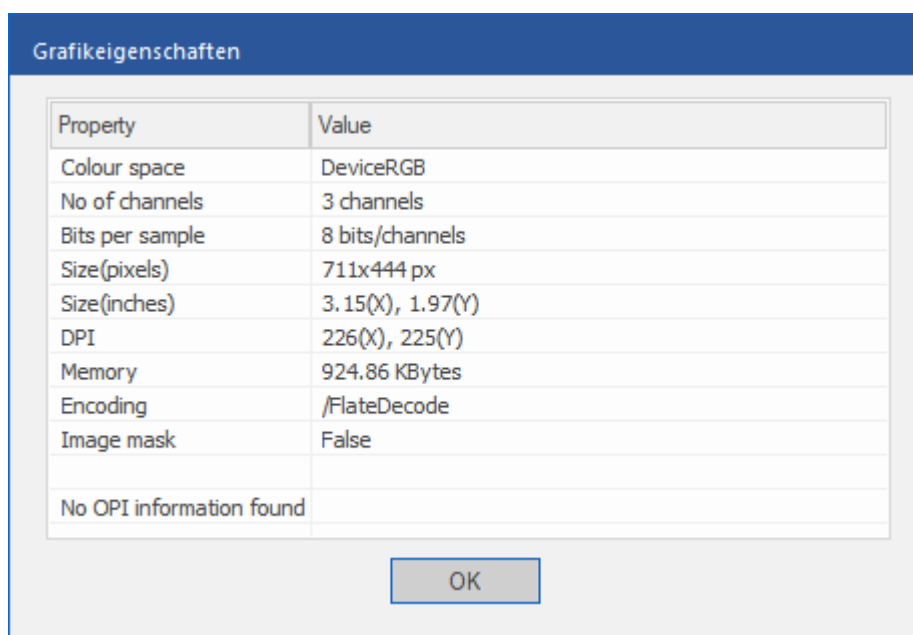 Grafikeigenschaften
Property Value
Colour space DeviceRGB
No of channels 3 channels
Bits per sample 8 bits/channels
Size(pixels) 711x444 px
Size(inches) 3.15(X), 1.97(Y)
DPI 226(X), 225(Y)
Memory 924.86 KBytes
Encoding /FlateDecode
Image mask False
No OPI information found
OK